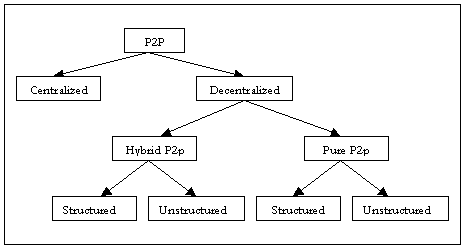 P2P
Centralized
Decentralized
Hybrid P2p
Pure P2p
Structured
Unstructured
Structured
Unstructured